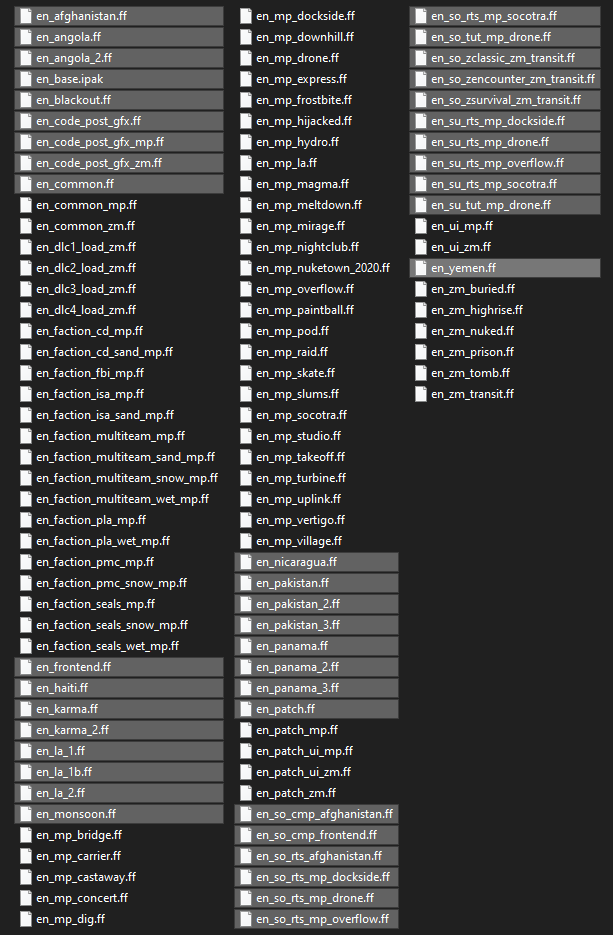 en_afghanistan.ff
en_angola.ff
en_angola_2.ff
en_base.ipak
en_blackout.ff
en_code_post_gfx.ff
en_code_post_gfx_mp.ff
en_code_post_gfx_zm.ff
en_common.ff
en_common_mp.ff
en_common_zm.ff
en_dlc1_load_zm.ff
en_dlc2_load_zm.ff
en_dlc3_load_zm.ff
en_dlc4_load_zm.ff
en_faction_cd_mp.ff
en_faction_cd_sand_mp.ff
en_faction_fbi_mp.ff
en_faction_isa_mp.ff
en_faction_isa_sand_mp.ff
en_faction_multiteam_mp.ff
en_faction_multiteam_sand_mp.ff
en_faction_multiteam_snow_mp.ff
en_faction_multiteam_wet_mp.ff
en_faction_pla_mp.ff
en_faction_pla_wet_mp.ff
en_faction_pmc_mp.ff
en_faction_pmc_snow_mp.ff
en_faction_seals_mp.ff
en_faction_seals_snow_mp.ff
en_faction_seals_wet_mp.ff
en_frontend.ff
en_haiti.ff
en_karma.ff
en_karma_2.ff
en_la_1.ff
en_la_1b.ff
en_la_2.ff
en_monsoon.ff
en_mp_bridge.ff
en_mp_carrier.ff
en_mp_castaway.ff
en_mp_concert.ff
en_mp_dig.ff
en_mp_dockside.ff
en_mp_downhill.ff
en_mp_drone.ff
en_mp_express.ff
en_mp_frostbite.ff
en_mp_hijacked.ff
en_mp_hydro.ff
en_mp_la.ff
en_mp_magma.ff
en_mp_meltdown.ff
en_mp_mirage.ff
en_mp_nightclub.ff
en_mp_nuketown_2020.ff
en_mp_overflow.ff
en_mp_paintball.ff
en_mp_pod.ff
en_mp_raid.ff
en_mp_skate.ff
en_mp_slums.ff
en_mp_socotra.ff
en_mp_studio.ff
en_mp_takeoff.ff
en_mp_turbine.ff
en_mp_uplink.ff
en_mp_vertigo.ff
en_mp_village.ff
en_nicaragua.ff
en_pakistan.ff
en_pakistan_2.ff
en_pakistan_3.ff
en_panama.ff
en_panama_2.ff
en_panama_3.ff
en_patch.ff
en_patch_mp.ff
en_patch_ui_mp.ff
en_patch_ui_zm.ff
en_patch_zm.ff
en_so_cmp_afghanistan.ff
en_so_cmp_frontend.ff
en_so_rts_afghanistan.ff
en_so_rts_mp_dockside.ff
en_so_rts_mp_drone.ff
en_so_rts_mp_overflow.ff
en_so_rts_mp_socotra.ff
en_so_tut_mp_drone.ff
en_so_zclassic_zm_transit.ff
en_so_zencounter_zm_transit.ff
en_so_zsurvival_zm_transit.ff
en_su_rts_mp_dockside.ff
en_su_rts_mp_drone.ff
en_su_rts_mp_overflow.ff
en_su_rts_mp_socotra.ff
en_su_tut_mp_drone.ff
en_ui_mp.ff
en_ui_zm.ff
en_yemen.ff
en_zm_buried.ff
en_zm_highrise.ff
en_zm_nuked.ff
en_zm_prison.ff
en_zm_tomb.ff
en_zm_transit.ff